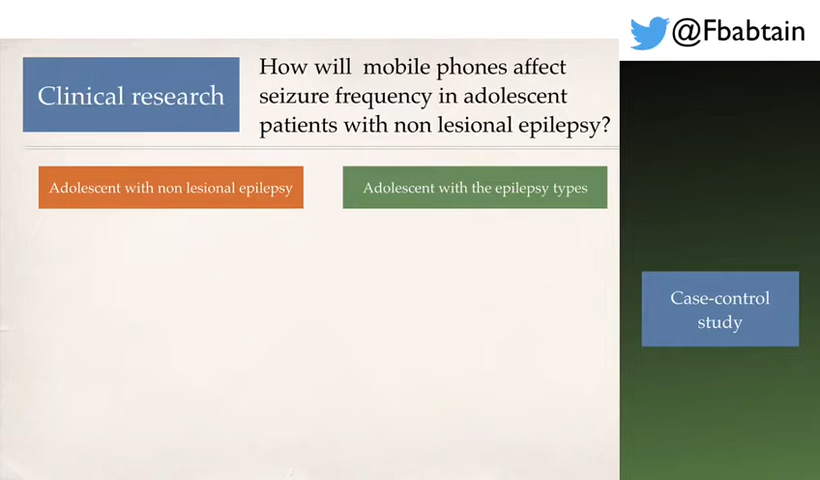 @Fbabtain
Clinical research
How will mobile phones affect
seizure frequency in adolescent
patients with non lesional epilepsy?
Adolescent with non lesional epilepsy
Adolescent with the epilepsy types
Case-control
study